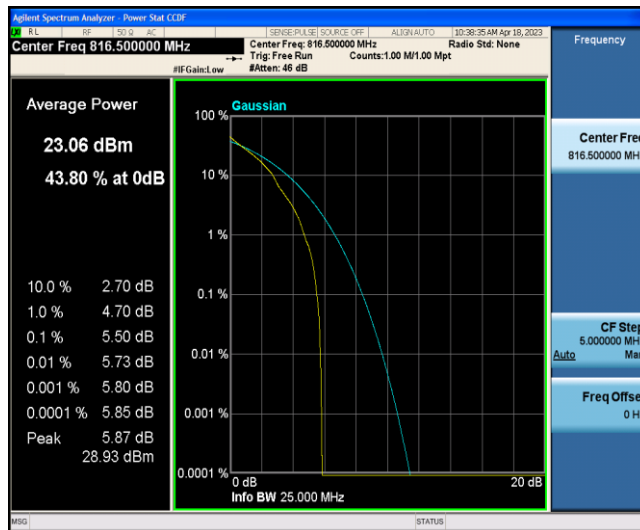 Agilent Spectrum Analyzer - Power Stat CCDF
LXI RL RF 50 Ω AC SENSE:PULSE SOURCE OFF ALIGN AUTO 10:38:35 AM Apr 18, 2023
Center Freq 816.500000 MHz
Center Freq: 816.500000 MHz Radio Std: None
Trig: Free Run Counts:1.00 M/1.00 Mpt
#IFGain:Low #Atten: 46 dB
Frequency
Average Power
23.06 dBm
43.80 % at 0dB
10.0 % 2.70 dB
1.0 % 4.70 dB
0.1 % 5.50 dB
0.01 % 5.73 dB
0.001 % 5.80 dB
0.0001 % 5.85 dB
Peak 5.87 dB
28.93 dBm
Gaussian
100 %
10 %
1 %
0.1 %
0.01 %
0.001 %
0.0001 %
0 dB 20 dB
Info BW 25.000 MHz
Center Freq
816.500000 MH
CF Step
5.000000 MH
Auto Ma
Freq Offse
0 H
MSG STATUS